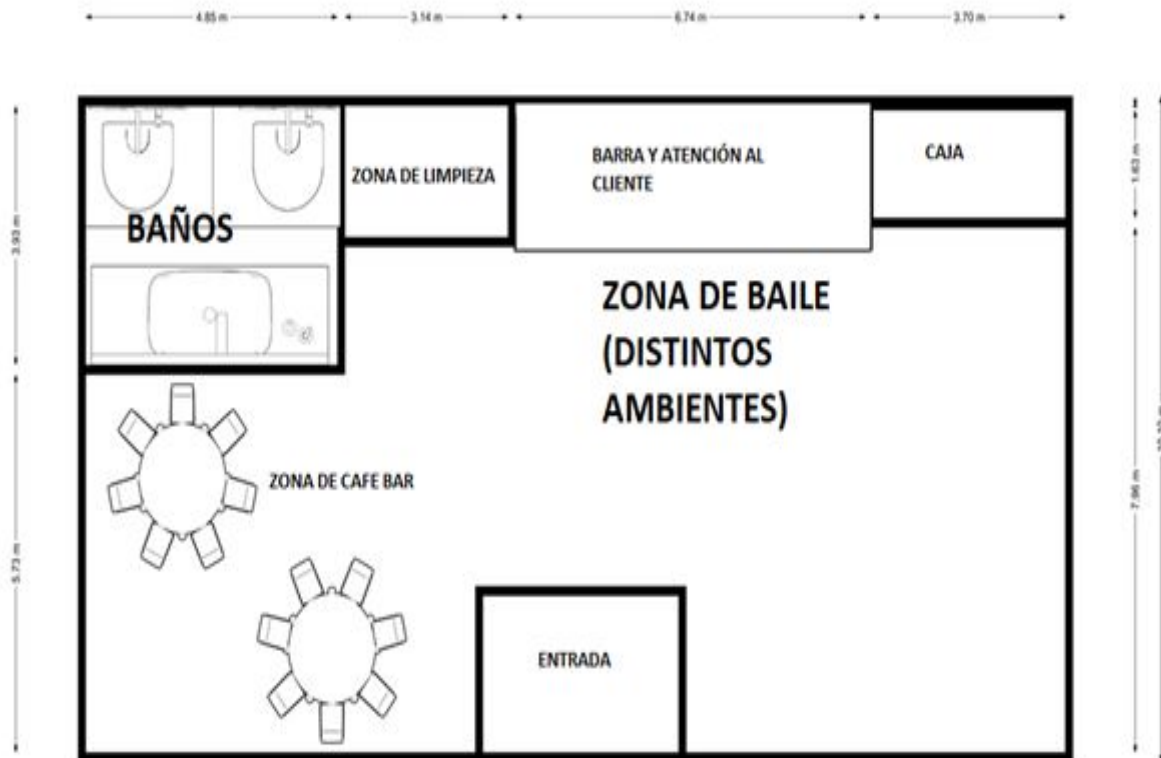 4.85 m
3.14 m
6.74 m
3.70 m
BAÑOS
ZONA DE LIMPIEZA
BARRA Y ATENCIÓN AL
CLIENTE
CAJA
3.93 m
1.63 m
ZONA DE BAILE
(DISTINTOS
AMBIENTES)
ZONA DE CAFE BAR
5.73 m
7.96 m
ENTRADA